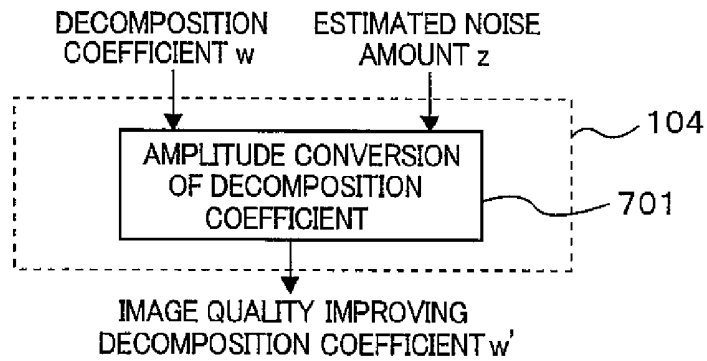 DECOMPOSITION
COEFFICIENT w
ESTIMATED NOISE
AMOUNT z
104
AMPLITUDE CONVERSION
OF DECOMPOSITION
COEFFICIENT
701
IMAGE QUALITY IMPROVING
DECOMPOSITION COEFFICIENT w'